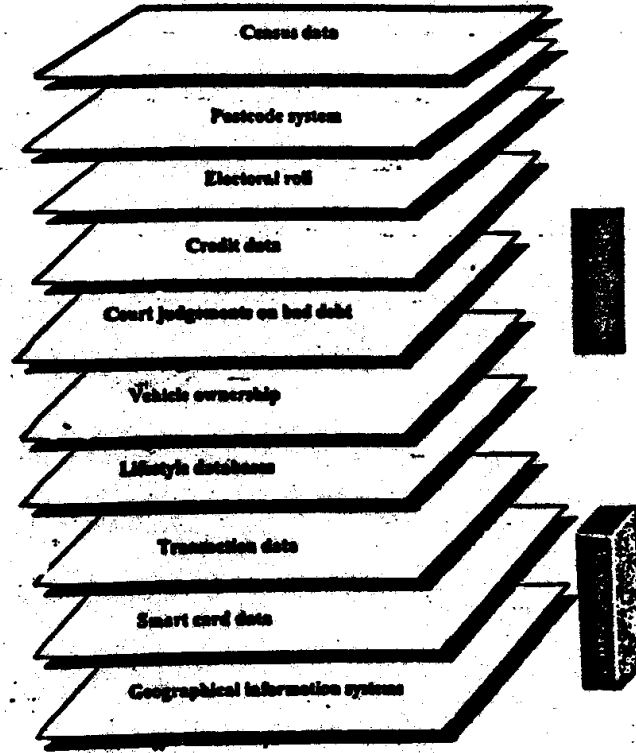 Census data
Postcode system
Electoral roll
Credit data
Court judgements on bad debt
Vehicle ownership
Lifestyle databases
Transaction data
Smart card data
Geographical information systems